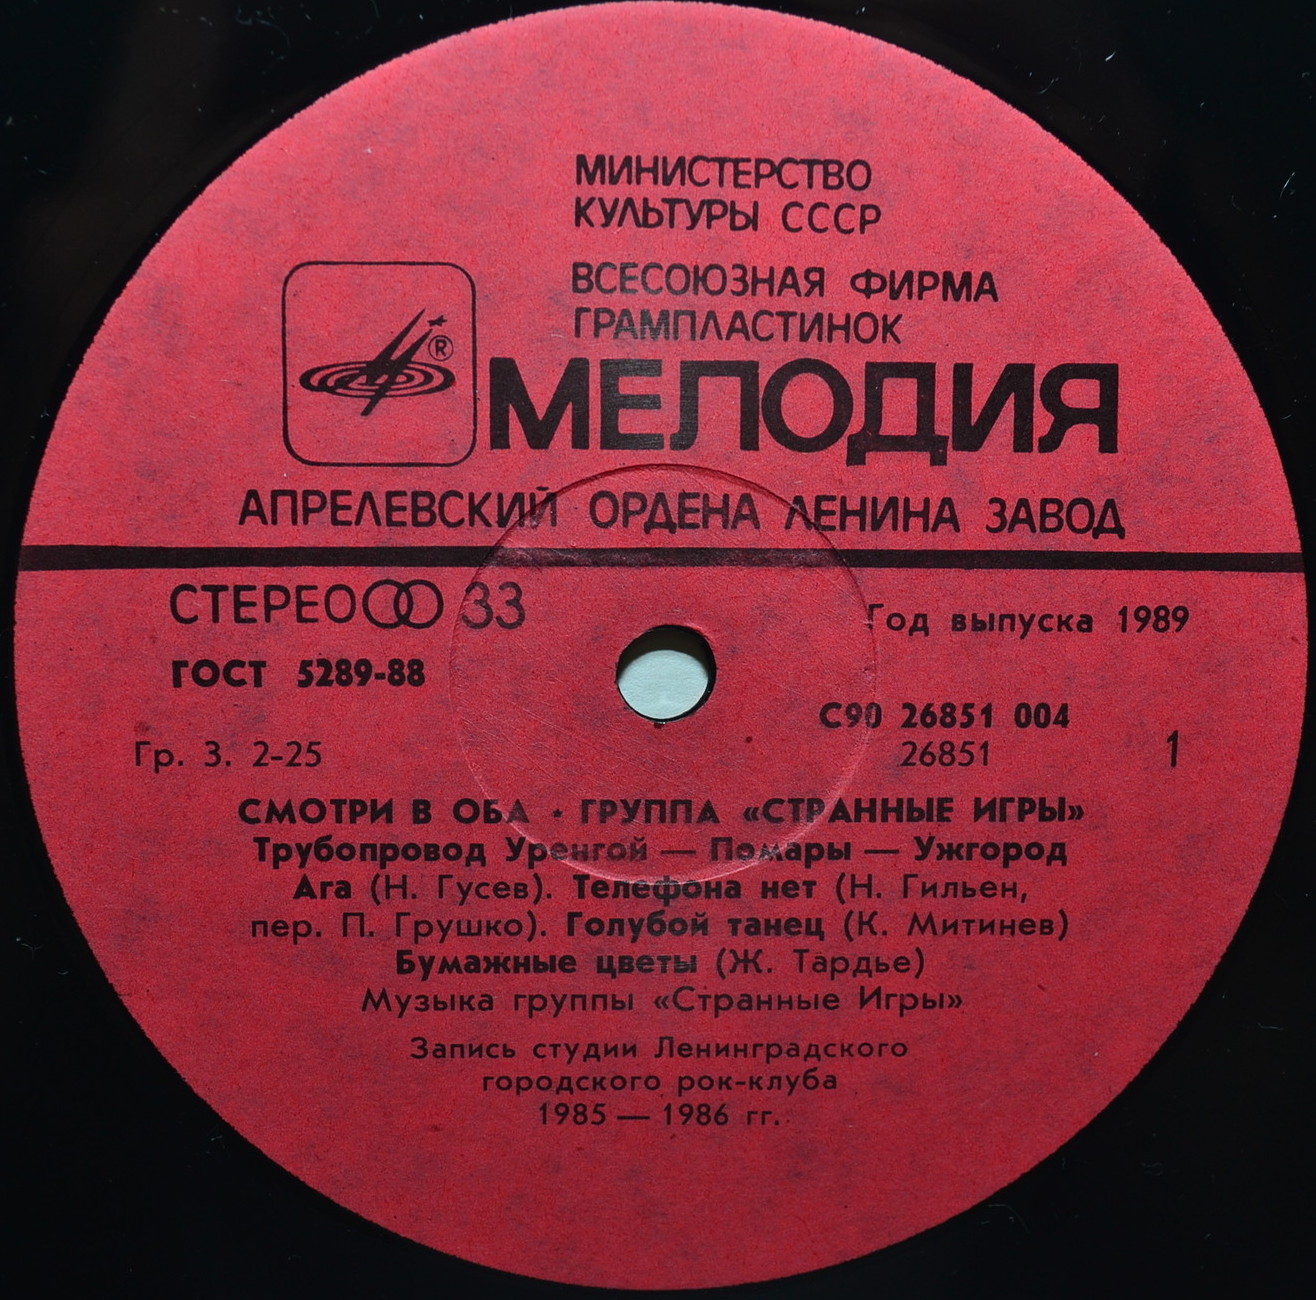 МИНИСТЕРСТВО
КУЛЬТУРЫ СССР
ВСЕСОЮЗНАЯ ФИРМА
ГРАМПЛАСТИНОК
®
МЕЛОДИЯ
АПРЕЛЕВСКИЙ ОРДЕНА ЛЕНИНА ЗАВОД
СТЕРЕО 33
Год выпуска 1989
ГОСТ 5289-88
С90 26851 004
Гр. 3. 2-25
26851
1
СМОТРИ В ОБА • ГРУППА «СТРАННЫЕ ИГРЫ»
Трубопровод Уренгой — Помары — Ужгород
Ага (Н. Гусев). Телефона нет (Н. Гильен,
пер. П. Грушко). Голубой танец (К. Митинев)
Бумажные цветы (Ж. Тардье)
Музыка группы «Странные Игры»
Запись студии Ленинградского
городского рок-клуба
1985 — 1986 гг.